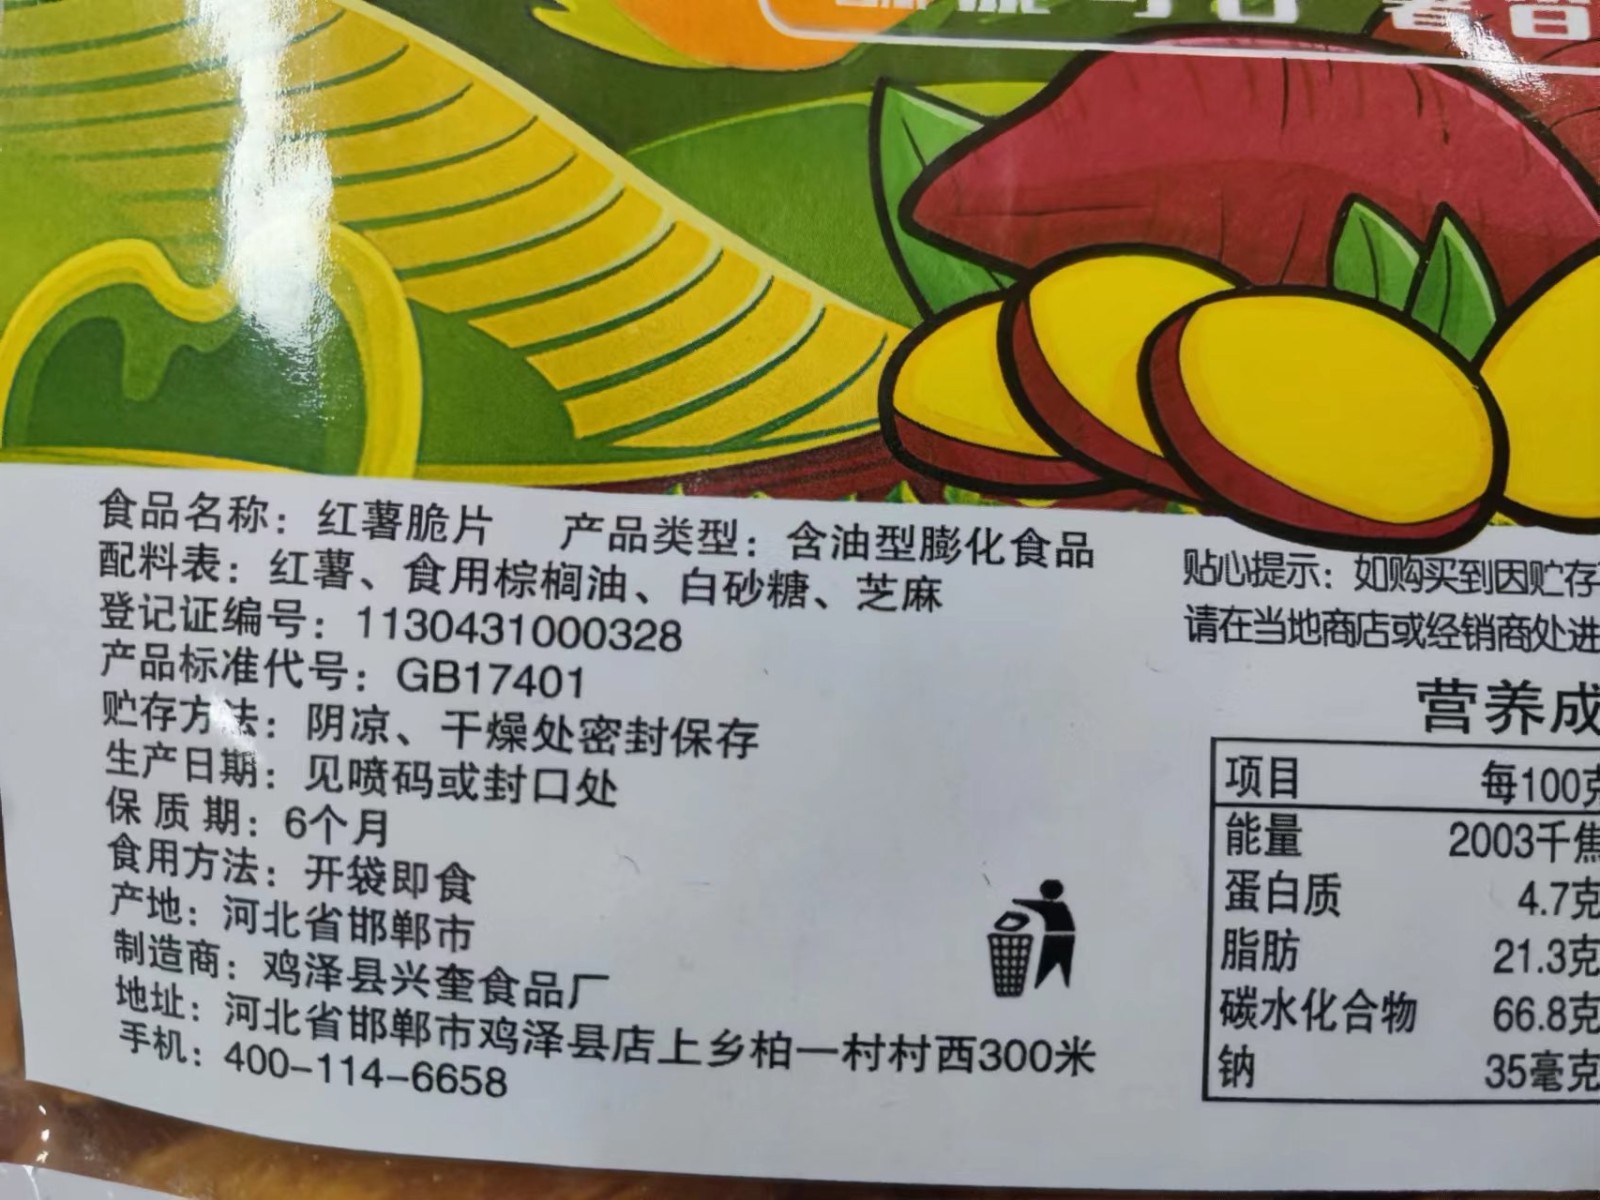 食品名称：红薯脆片 产品类型：含油型膨化食品
配料表：红薯、食用棕榈油、白砂糖、芝麻
登记证编号：1130431000328
产品标准代号：GB17401
贮存方法：阴凉、干燥处密封保存
生产日期：见喷码或封口处
保质期：6个月
食用方法：开袋即食
产地：河北省邯郸市
制造商：鸡泽县兴奎食品厂
地址：河北省邯郸市鸡泽县店上乡柏一村村西300米
手机：400-114-6658
贴心提示：如购买到因贮存
请在当地商店或经销商处进
营养成
项目 每100克
能量 2003千焦
蛋白质 4.7克
脂肪 21.3克
碳水化合物 66.8克
钠 35毫克